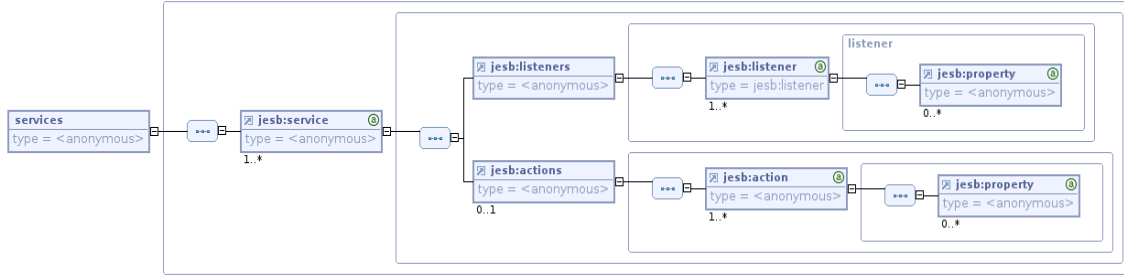 services
type = <anonymous>
jesb:service
a
type = <anonymous>
1..*
jesb:listeners
type = <anonymous>
jesb:listener
a
type = jesb:listener
1..*
listener
jesb:property
a
type = <anonymous>
0..*
jesb:actions
type = <anonymous>
0..1
jesb:action
a
type = <anonymous>
1..*
jesb:property
a
type = <anonymous>
0..*